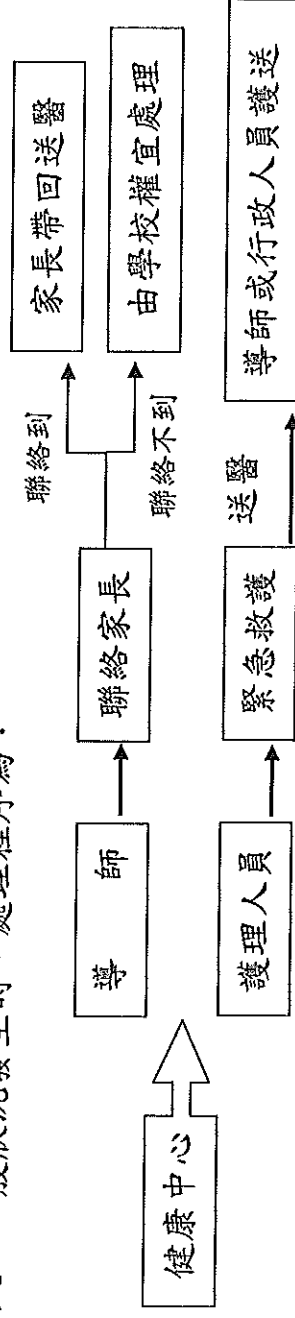 般狀況發生時，處理程序為：
健康中心
導師
聯絡家長
聯絡到
家長帶回送醫
聯絡不到
由學校權宜處理
護理人員
緊急救護
送醫
導師或行政人員護送